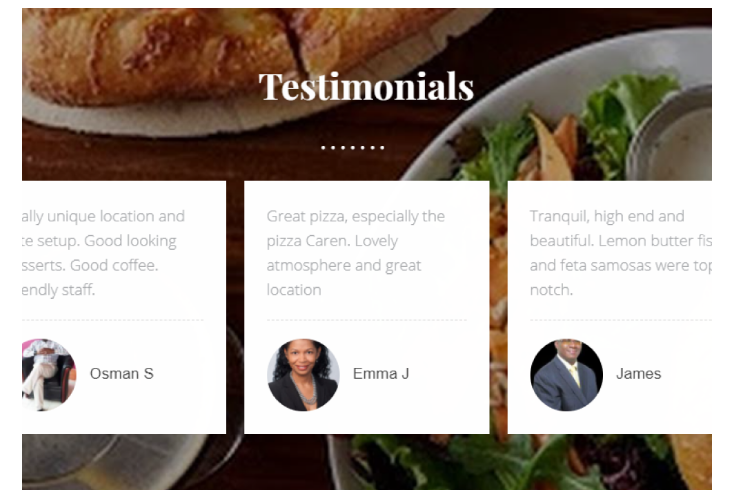 Testimonials
ally unique location and
te setup. Good looking
sserts. Good coffee.
endly staff.
Osman S
Great pizza, especially the
pizza Caren. Lovely
atmosphere and great
location
Emma J
Tranquil, high end and
beautiful. Lemon butter fis
and feta samosas were top
notch.
James